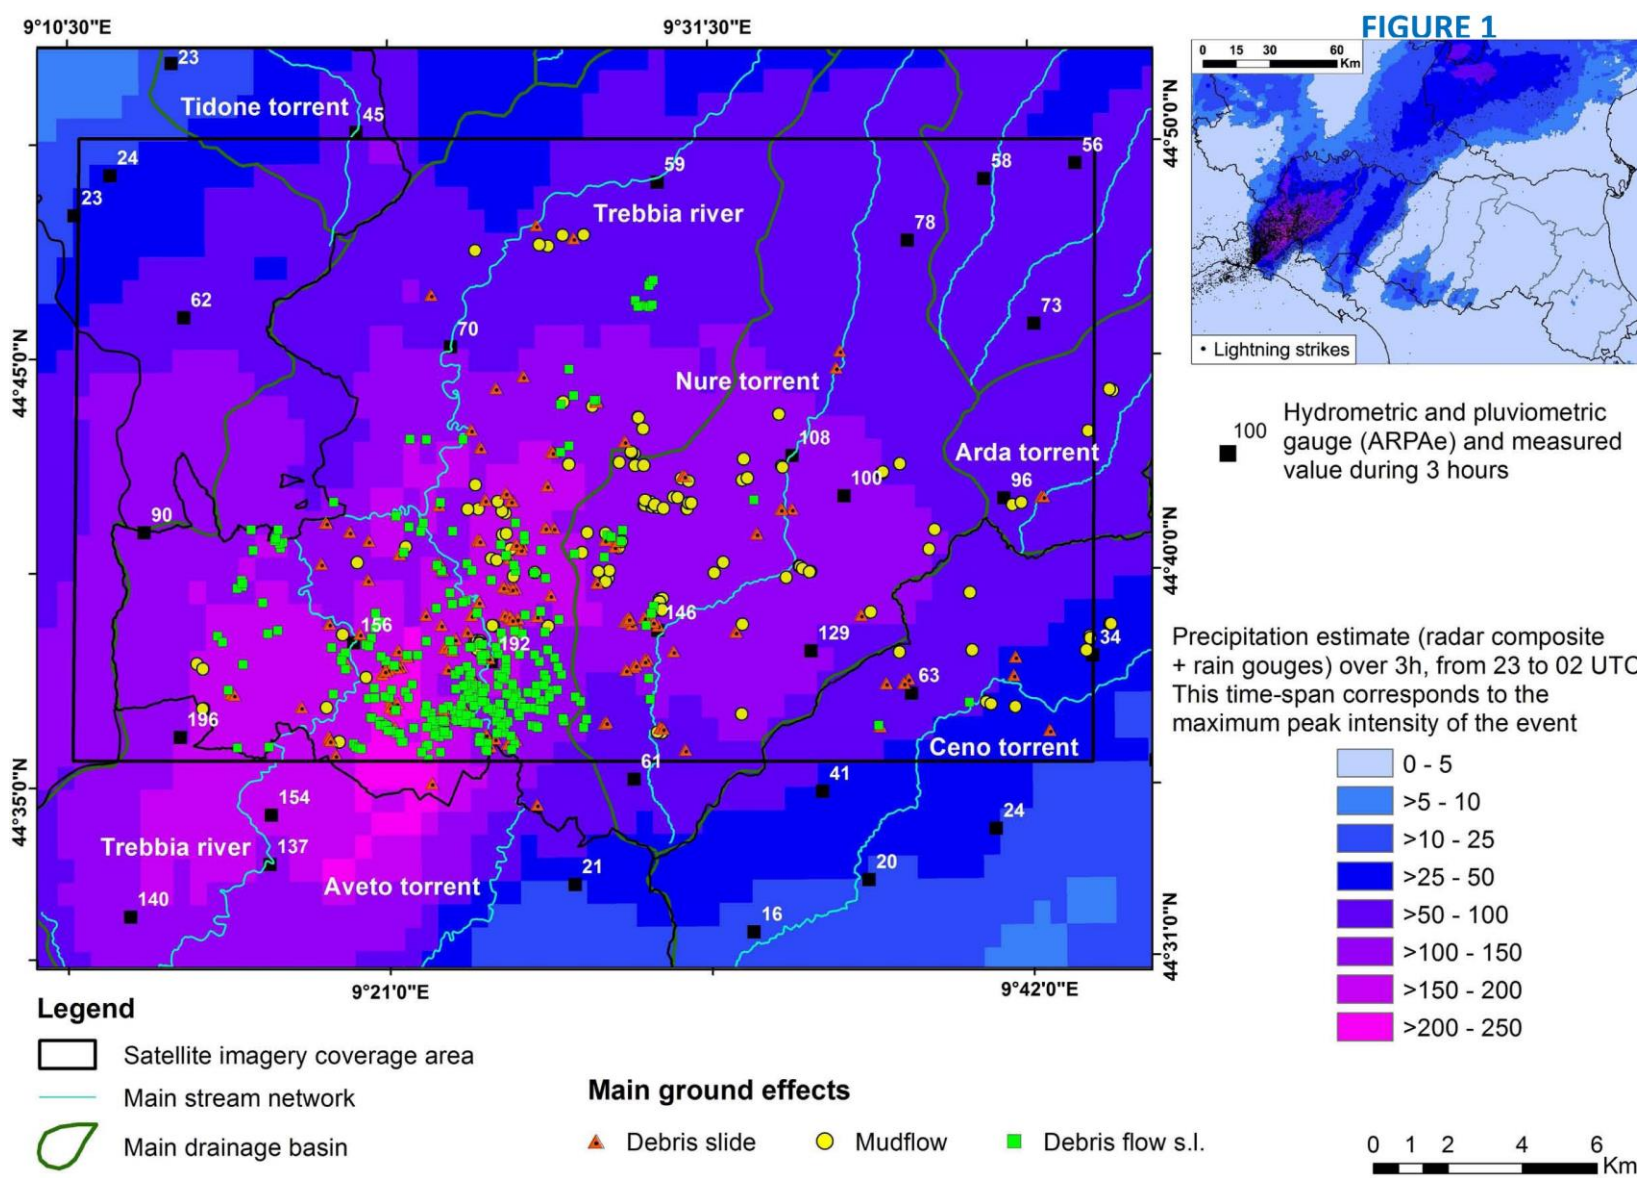 FIGURE 1
9°10'30"E
9°31'30"E
0 15 30 60
Km
• Lightning strikes
23
Tidone torrent
45
24
23
59
58
56
Trebbia river
78
62
70
73
Nure torrent
108
Arda torrent
100
96
90
156
146
192
129
34
63
196
Ceno torrent
61
41
154
24
Trebbia river
137
21
20
Aveto torrent
140
16
44°45'0"N
44°35'0"N
44°50'0"N
44°40'0"N
44°31'0"N
9°21'0"E
9°42'0"E
100
Hydrometric and pluviometric
gauge (ARPAe) and measured
value during 3 hours
Precipitation estimate (radar composite
+ rain gouges) over 3h, from 23 to 02 UTC
This time-span corresponds to the
maximum peak intensity of the event
0 - 5
>5 - 10
>10 - 25
>25 - 50
>50 - 100
>100 - 150
>150 - 200
>200 - 250
Legend
Satellite imagery coverage area
Main stream network
Main drainage basin
Main ground effects
Debris slide
Mudflow
Debris flow s.l.
0 1 2 4 6
Km